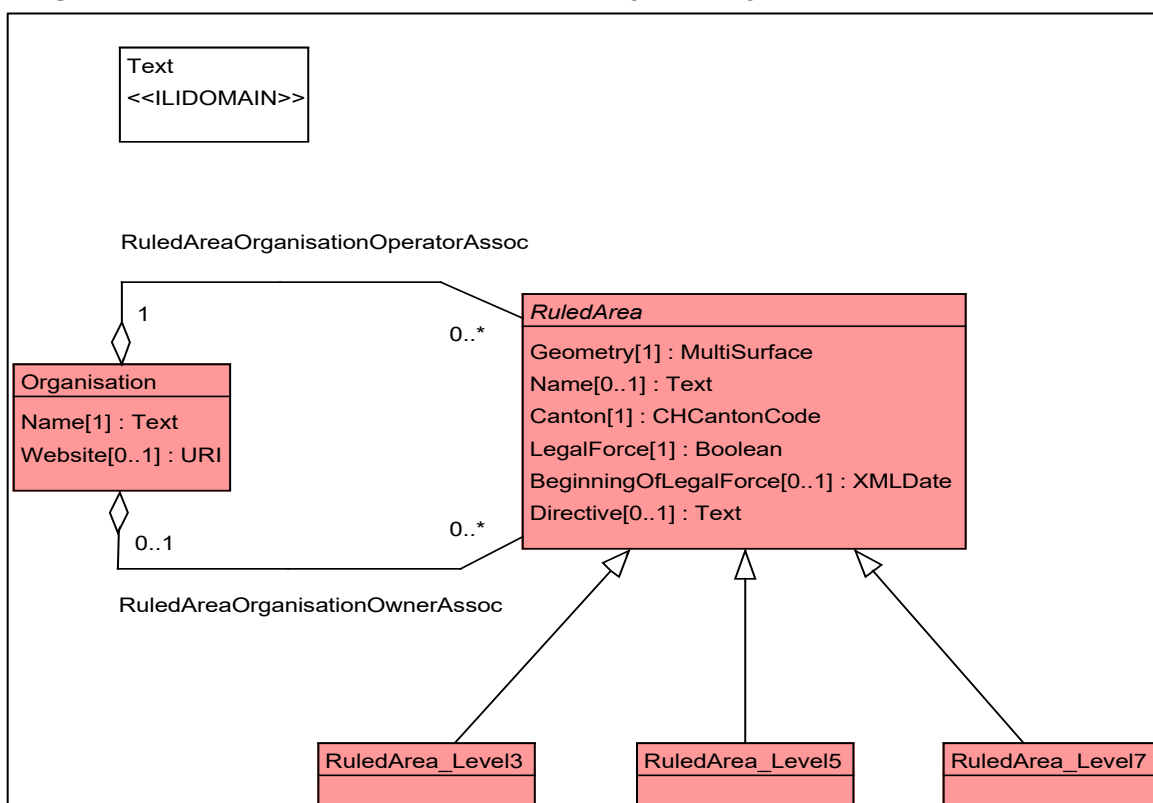 Text
<<ILIDOMAIN>>
RuledAreaOrganisationOperatorAssoc
1
0..*
RuledArea
Geometry[1] : MultiSurface
Name[0..1] : Text
Canton[1] : CHCantonCode
LegalForce[1] : Boolean
BeginningOfLegalForce[0..1] : XMLDate
Directive[0..1] : Text
Organisation
Name[1] : Text
Website[0..1] : URI
0..1
0..*
RuledAreaOrganisationOwnerAssoc
RuledArea_Level3
RuledArea_Level5
RuledArea_Level7